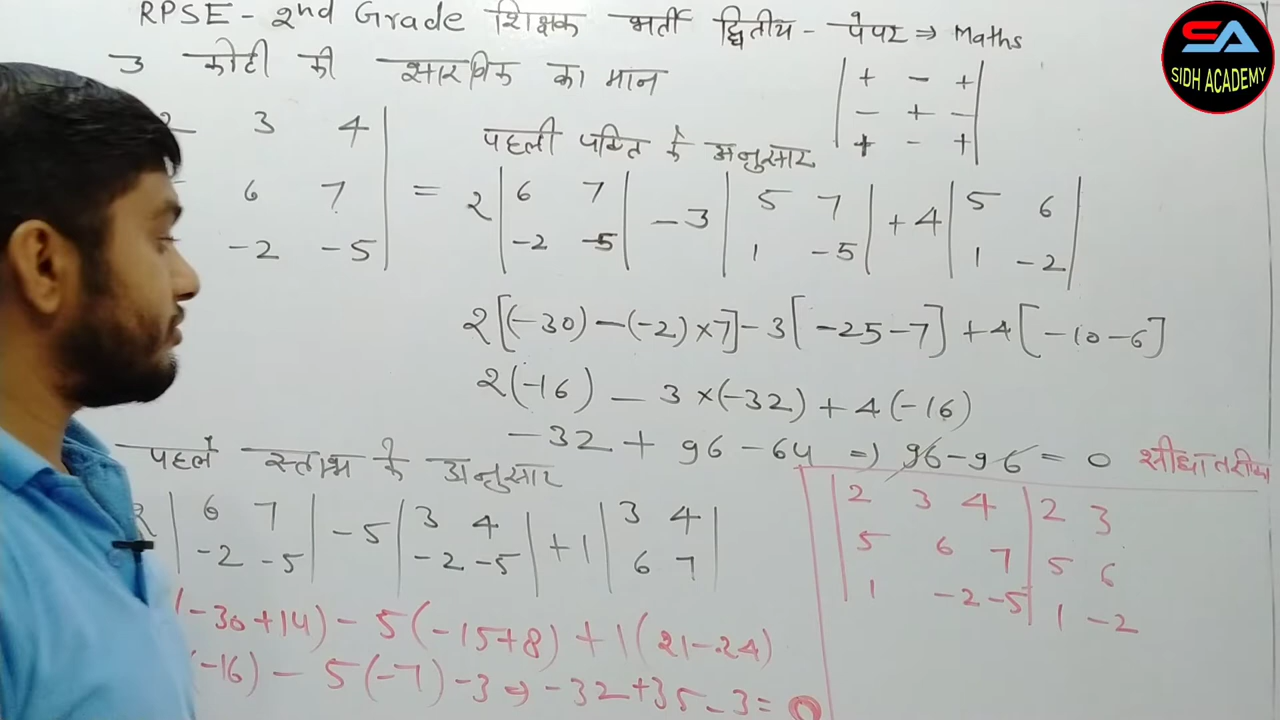 RPSE - 2nd Grade शिक्षक भर्ती द्वितीय - पेपर ⇒ Maths
SA
SIDH ACADEMY
3 कोटी की सारणिक का मान
| + - + |
| - + - |
| + - + |
पहली पंक्ति के अनुसार
2 3 4 |
6 7 | = 2 | 6 7 | - 3 | 5 7 | + 4 | 5 6 |
-2 -5 | | -2 -5 | | 1 -5 | | 1 -2 |
2[(-30) - (-2) × 7] - 3[-25 - 7] + 4[-10 - 6]
2(-16) - 3 × (-32) + 4(-16)
-32 + 96 - 64 ⇒ 96 - 96 = 0
पहले स्तम्भ के अनुसार
2 | 6 7 | - 5 | 3 4 | + 1 | 3 4 |
| -2 -5 | | -2 -5 | | 6 7 |
(-30+14) - 5(-15+8) + 1(21-24)
(-16) - 5(-7) - 3 ⇒ -32 + 35 - 3 = 0
सीधा तरीका
| 2 3 4 | 2 3
| 5 6 7 | 5 6
| 1 -2 -5 | 1 -2